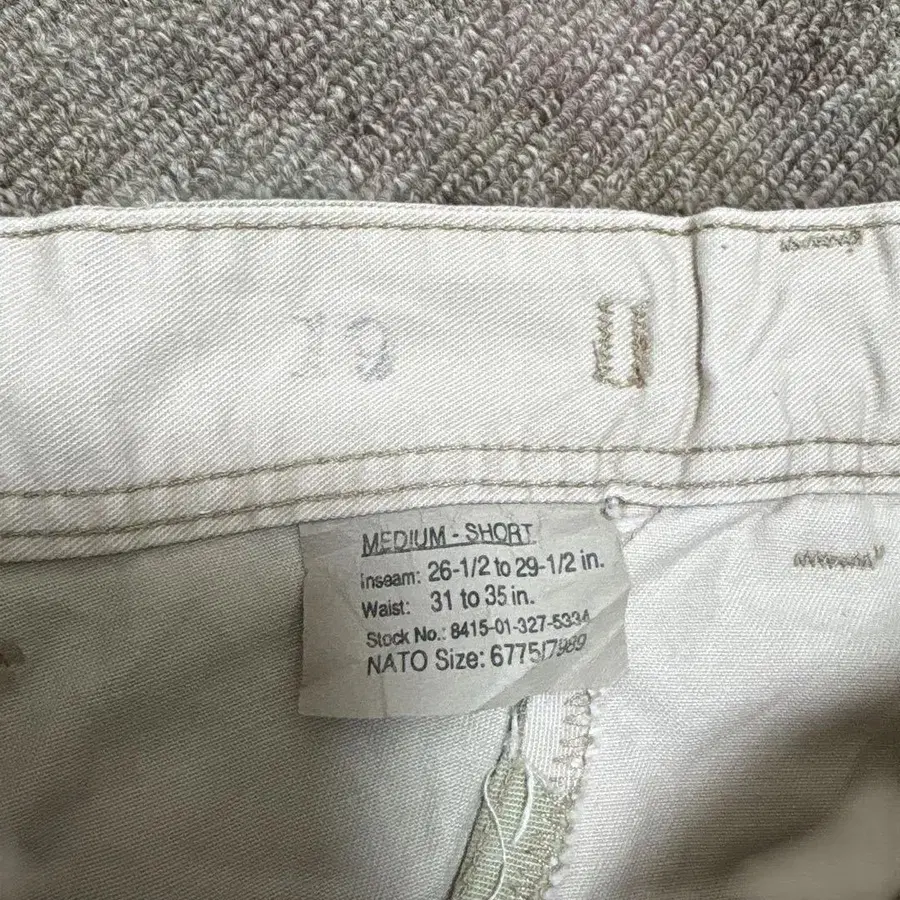 19
MEDIUM - SHORT
Inseam: 26-1/2 to 29-1/2 in.
Waist: 31 to 35 in.
Stock No.: 8415-01-327-5334
NATO Size: 6775/7989